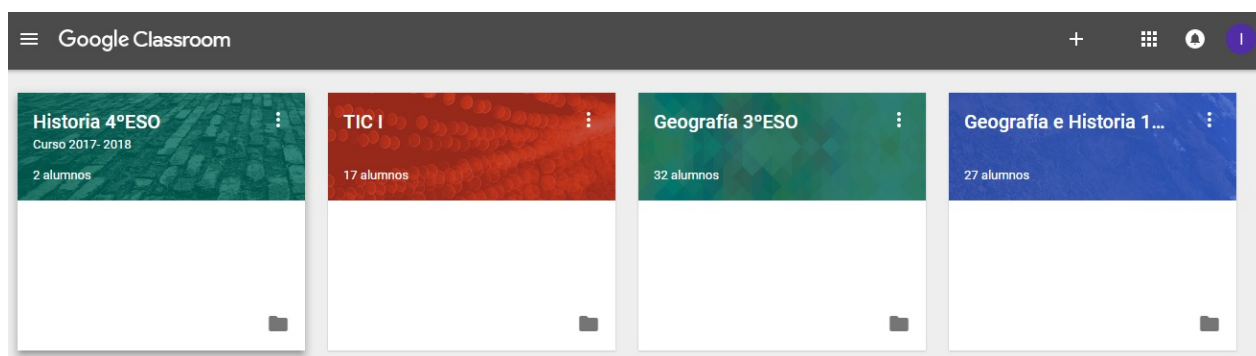 Google Classroom
I
Historia 4ºESO
Curso 2017- 2018
2 alumnos
TIC I
17 alumnos
Geografía 3ºESO
32 alumnos
Geografía e Historia 1...
27 alumnos